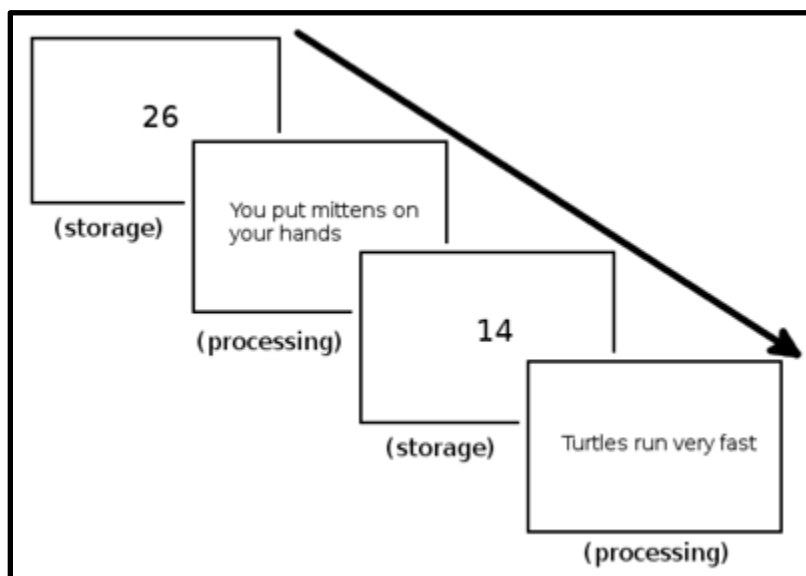 26
(storage)
You put mittens on
your hands
(processing)
14
(storage)
Turtles run very fast
(processing)